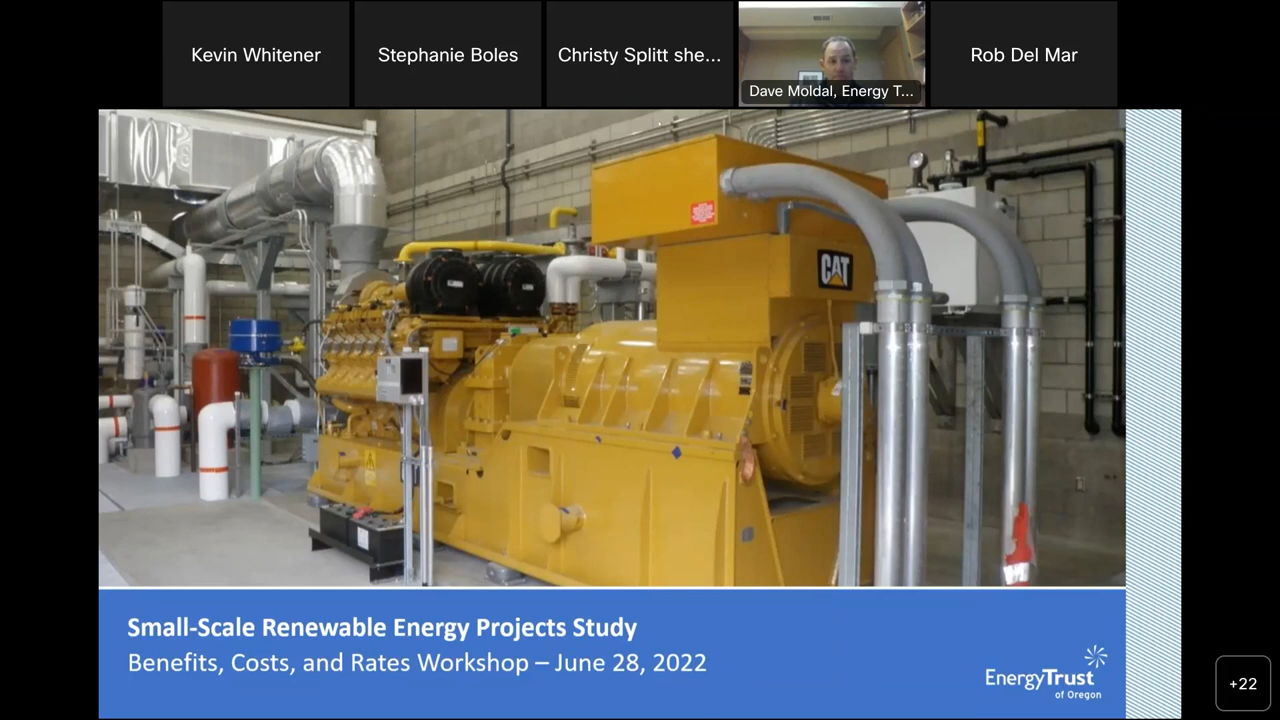 Kevin Whitener
Stephanie Boles
Christy Splitt she...
Dave Moldal, Energy T...
Rob Del Mar
CAT
Small-Scale Renewable Energy Projects Study
Benefits, Costs, and Rates Workshop – June 28, 2022
EnergyTrust
of Oregon
+22